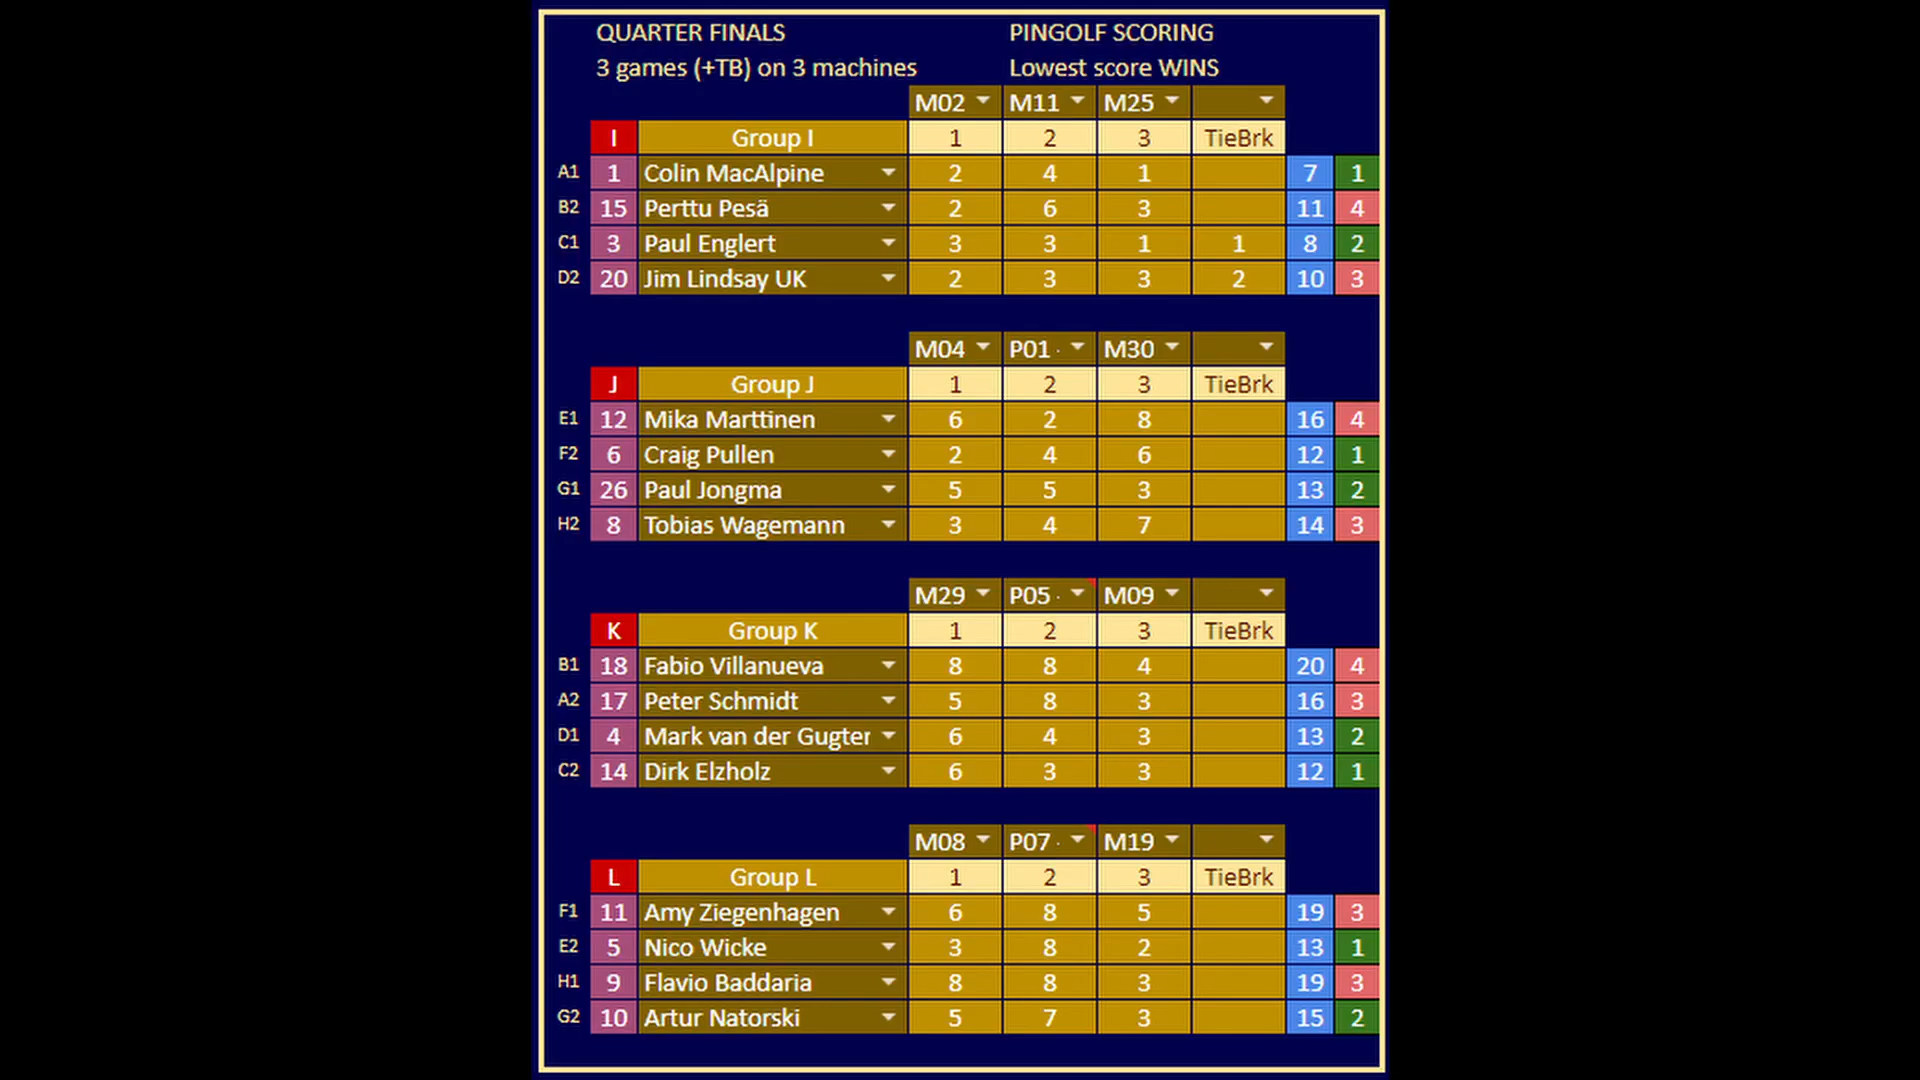 QUARTER FINALS PINGOLF SCORING
3 games (+TB) on 3 machines Lowest score WINS
M02 M11 M25
I Group I 1 2 3 TieBrk
A1 1 Colin MacAlpine 2 4 1 7 1
B2 15 Perttu Pesä 2 6 3 11 4
C1 3 Paul Englert 3 3 1 1 8 2
D2 20 Jim Lindsay UK 2 3 3 2 10 3
M04 P01 · M30
J Group J 1 2 3 TieBrk
E1 12 Mika Marttinen 6 2 8 16 4
F2 6 Craig Pullen 2 4 6 12 1
G1 26 Paul Jongma 5 5 3 13 2
H2 8 Tobias Wagemann 3 4 7 14 3
M29 P05 · M09
K Group K 1 2 3 TieBrk
B1 18 Fabio Villanueva 8 8 4 20 4
A2 17 Peter Schmidt 5 8 3 16 3
D1 4 Mark van der Gugter 6 4 3 13 2
C2 14 Dirk Elzholz 6 3 3 12 1
M08 P07 · M19
L Group L 1 2 3 TieBrk
F1 11 Amy Ziegenhagen 6 8 5 19 3
E2 5 Nico Wicke 3 8 2 13 1
H1 9 Flavio Baddaria 8 8 3 19 3
G2 10 Artur Natorski 5 7 3 15 2